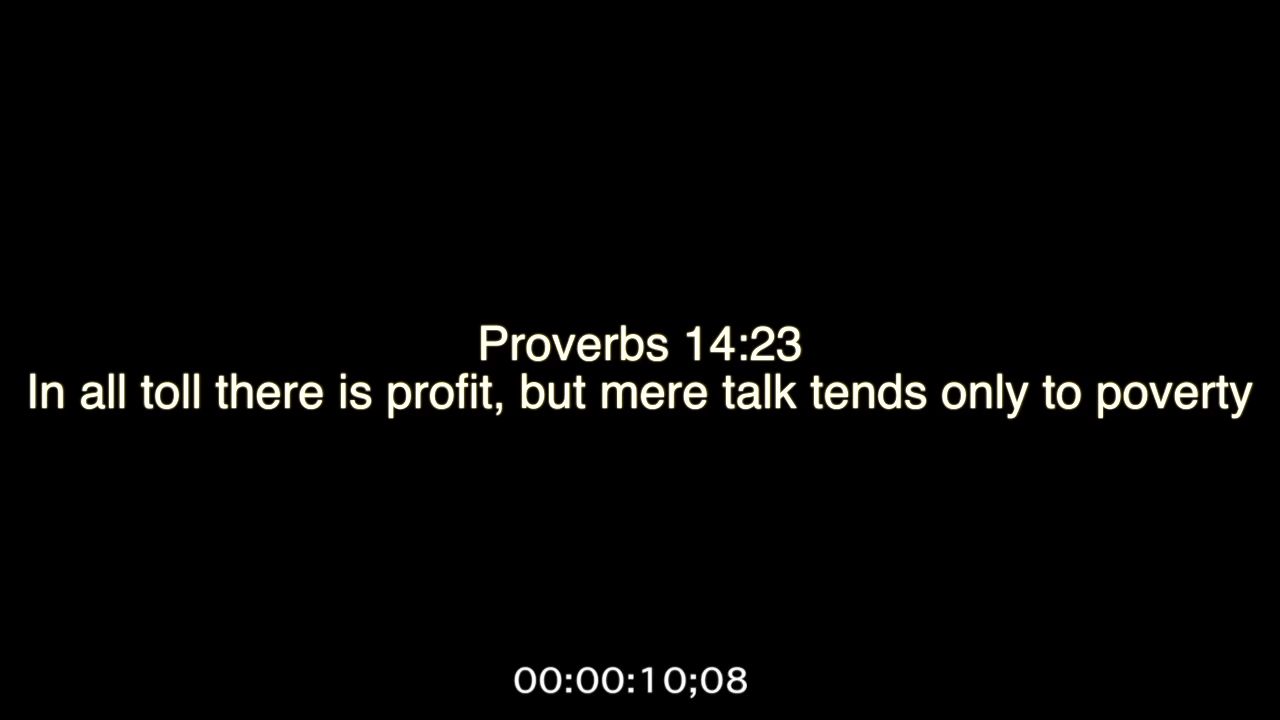 Proverbs 14:23
In all toll there is profit, but mere talk tends only to poverty
00:00:10;08